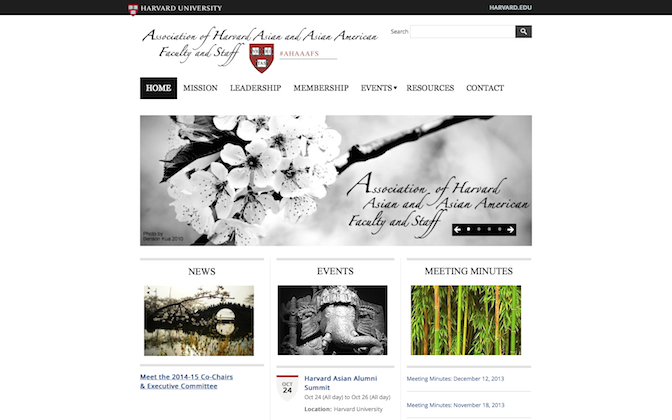 HARVARD UNIVERSITY
HARVARD.EDU
Association of Harvard Asian and Asian American
Faculty and Staff
#AHAAAFS
Search
HOME MISSION LEADERSHIP MEMBERSHIP EVENTS RESOURCES CONTACT
Association of Harvard
Asian and Asian American
Faculty and Staff
Photo by
Benson Kua 2010
NEWS
Meet the 2014-15 Co-Chairs
& Executive Committee
EVENTS
OCT
24
Harvard Asian Alumni
Summit
Oct 24 (All day) to Oct 26 (All day)
Location: Harvard University
MEETING MINUTES
Meeting Minutes: December 12, 2013
Meeting Minutes: November 18, 2013